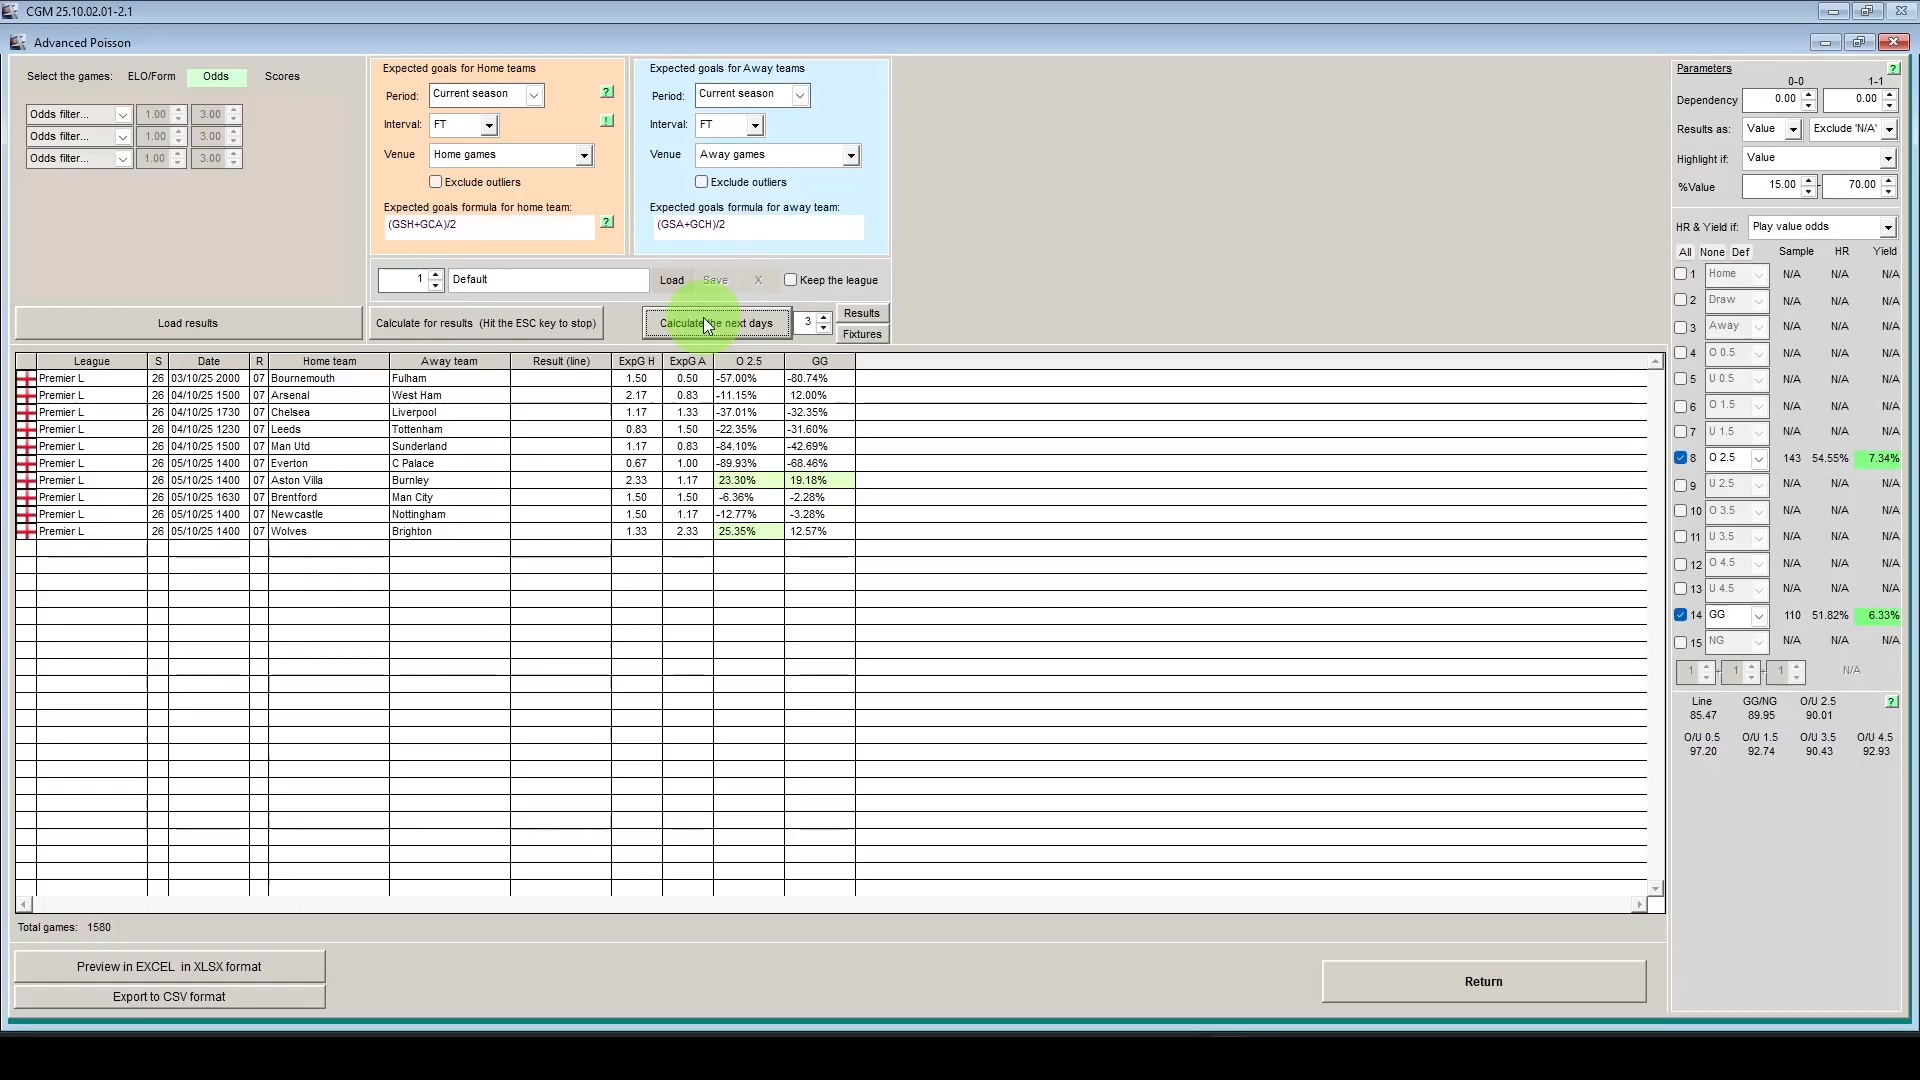 CGM 25.10.02.01-2.1
Advanced Poisson
Select the games: ELO/Form Odds Scores
Odds filter... 1.00 3.00
Odds filter... 1.00 3.00
Odds filter... 1.00 3.00
Load results
Expected goals for Home teams
Period: Current season ?
Interval: FT !
Venue Home games
Exclude outliers
Expected goals formula for home team:
(GSH+GCA)/2 ?
Expected goals for Away teams
Period: Current season
Interval: FT
Venue Away games
Exclude outliers
Expected goals formula for away team:
(GSA+GCH)/2
1 Default Load Save X Keep the league
Calculate for results (Hit the ESC key to stop) Calculate the next days 3 Results
Fixtures
League S Date R Home team Away team Result (line) ExpG H ExpG A O 2.5 GG
Premier L 26 03/10/25 2000 07 Bournemouth Fulham 1.50 0.50 -57.00% -80.74%
Premier L 26 04/10/25 1500 07 Arsenal West Ham 2.17 0.83 -11.15% 12.00%
Premier L 26 04/10/25 1730 07 Chelsea Liverpool 1.17 1.33 -37.01% -32.35%
Premier L 26 04/10/25 1230 07 Leeds Tottenham 0.83 1.50 -22.35% -31.60%
Premier L 26 04/10/25 1500 07 Man Utd Sunderland 1.17 0.83 -84.10% -42.69%
Premier L 26 05/10/25 1400 07 Everton C Palace 0.67 1.00 -89.93% -68.46%
Premier L 26 05/10/25 1400 07 Aston Villa Burnley 2.33 1.17 23.30% 19.18%
Premier L 26 05/10/25 1630 07 Brentford Man City 1.50 1.50 -6.36% -2.28%
Premier L 26 05/10/25 1400 07 Newcastle Nottingham 1.50 1.17 -12.77% -3.28%
Premier L 26 05/10/25 1400 07 Wolves Brighton 1.33 2.33 25.35% 12.57%
Total games: 1580
Preview in EXCEL in XLSX format
Export to CSV format
Return
Parameters ?
0-0 1-1
Dependency 0.00 0.00
Results as: Value Exclude 'N/A'
Highlight if: Value
%Value 15.00 - 70.00
HR & Yield if: Play value odds
All None Def Sample HR Yield
1 Home N/A N/A N/A
2 Draw N/A N/A N/A
3 Away N/A N/A N/A
4 O 0.5 N/A N/A N/A
5 U 0.5 N/A N/A N/A
6 O 1.5 N/A N/A N/A
7 U 1.5 N/A N/A N/A
8 O 2.5 143 54.55% 7.34%
9 U 2.5 N/A N/A N/A
10 O 3.5 N/A N/A N/A
11 U 3.5 N/A N/A N/A
12 O 4.5 N/A N/A N/A
13 U 4.5 N/A N/A N/A
14 GG 110 51.82% 6.33%
15 NG N/A N/A N/A
1 1 1 N/A
Line GG/NG O/U 2.5 ?
85.47 89.95 90.01
O/U 0.5 O/U 1.5 O/U 3.5 O/U 4.5
97.20 92.74 90.43 92.93